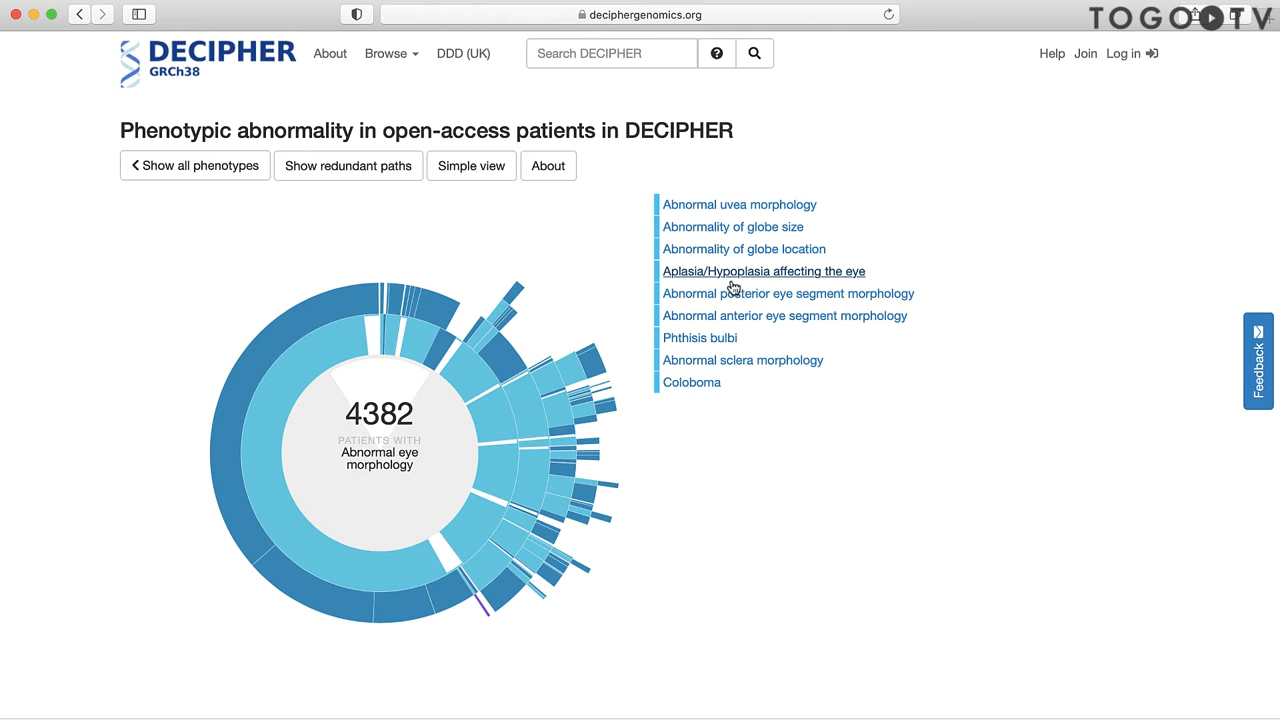 deciphergenomics.org
TOGO TV
DECIPHER
GRCh38
About
Browse
DDD (UK)
Search DECIPHER
Help
Join
Log in
Phenotypic abnormality in open-access patients in DECIPHER
Show all phenotypes
Show redundant paths
Simple view
About
Abnormal uvea morphology
Abnormality of globe size
Abnormality of globe location
Aplasia/Hypoplasia affecting the eye
Abnormal posterior eye segment morphology
Abnormal anterior eye segment morphology
Phthisis bulbi
Abnormal sclera morphology
Coloboma
4382
PATIENTS WITH
Abnormal eye
morphology
Feedback